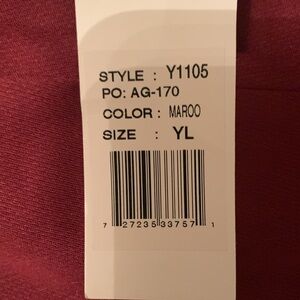 STYLE : Y1105
PO: AG-170
COLOR : MAROO
SIZE : YL
7 27235 33757 1